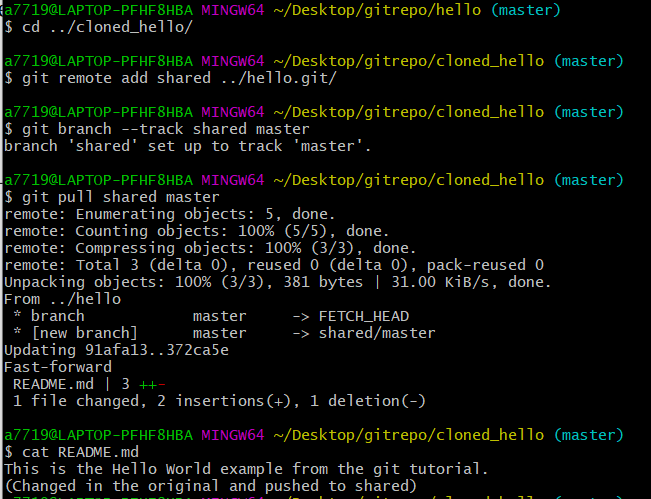 a7719@LAPTOP-PFHF8HBA MINGW64 ~/Desktop/gitrepo/hello (master)
$ cd ../cloned_hello/
a7719@LAPTOP-PFHF8HBA MINGW64 ~/Desktop/gitrepo/cloned_hello (master)
$ git remote add shared ../hello.git/
a7719@LAPTOP-PFHF8HBA MINGW64 ~/Desktop/gitrepo/cloned_hello (master)
$ git branch --track shared master
branch 'shared' set up to track 'master'.
a7719@LAPTOP-PFHF8HBA MINGW64 ~/Desktop/gitrepo/cloned_hello (master)
$ git pull shared master
remote: Enumerating objects: 5, done.
remote: Counting objects: 100% (5/5), done.
remote: Compressing objects: 100% (3/3), done.
remote: Total 3 (delta 0), reused 0 (delta 0), pack-reused 0
Unpacking objects: 100% (3/3), 381 bytes | 31.00 KiB/s, done.
From ../hello
 * branch            master     -> FETCH_HEAD
 * [new branch]      master     -> shared/master
Updating 91afa13..372ca5e
Fast-forward
 README.md | 3 ++-
 1 file changed, 2 insertions(+), 1 deletion(-)
a7719@LAPTOP-PFHF8HBA MINGW64 ~/Desktop/gitrepo/cloned_hello (master)
$ cat README.md
This is the Hello World example from the git tutorial.
(Changed in the original and pushed to shared)